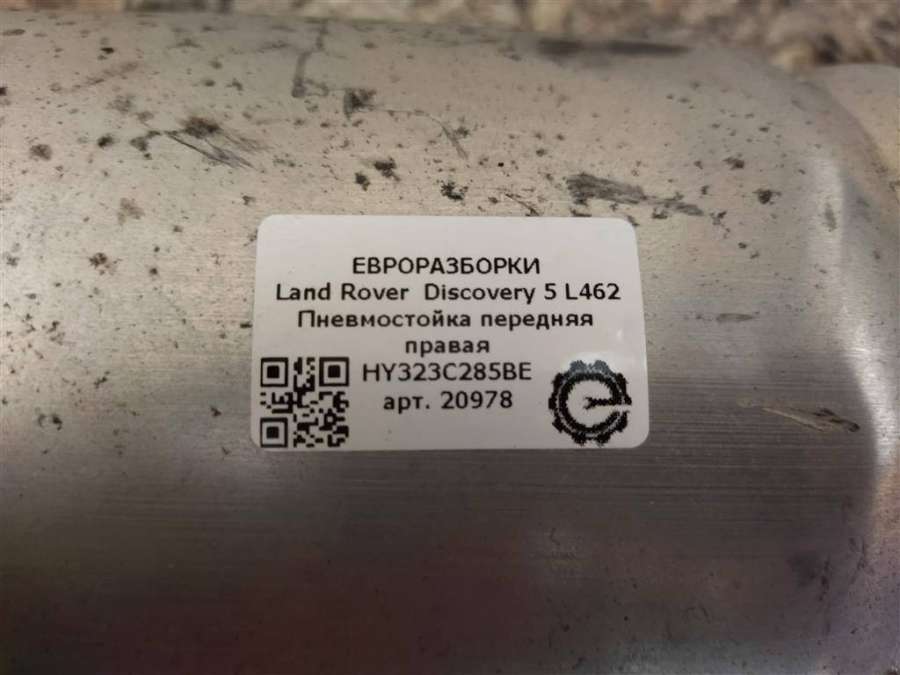 ЕВРОРАЗБОРКИ
Land Rover Discovery 5 L462
Пневмостойка передняя
правая
HY323C285BE
арт. 20978